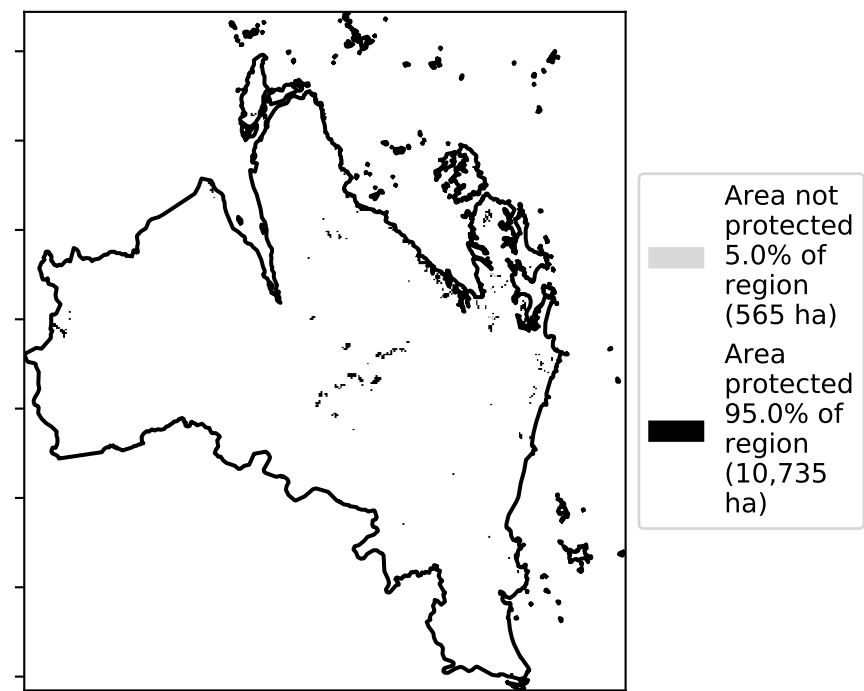 Area not
protected
5.0% of
region
(565 ha)
Area
protected
95.0% of
region
(10,735
ha)